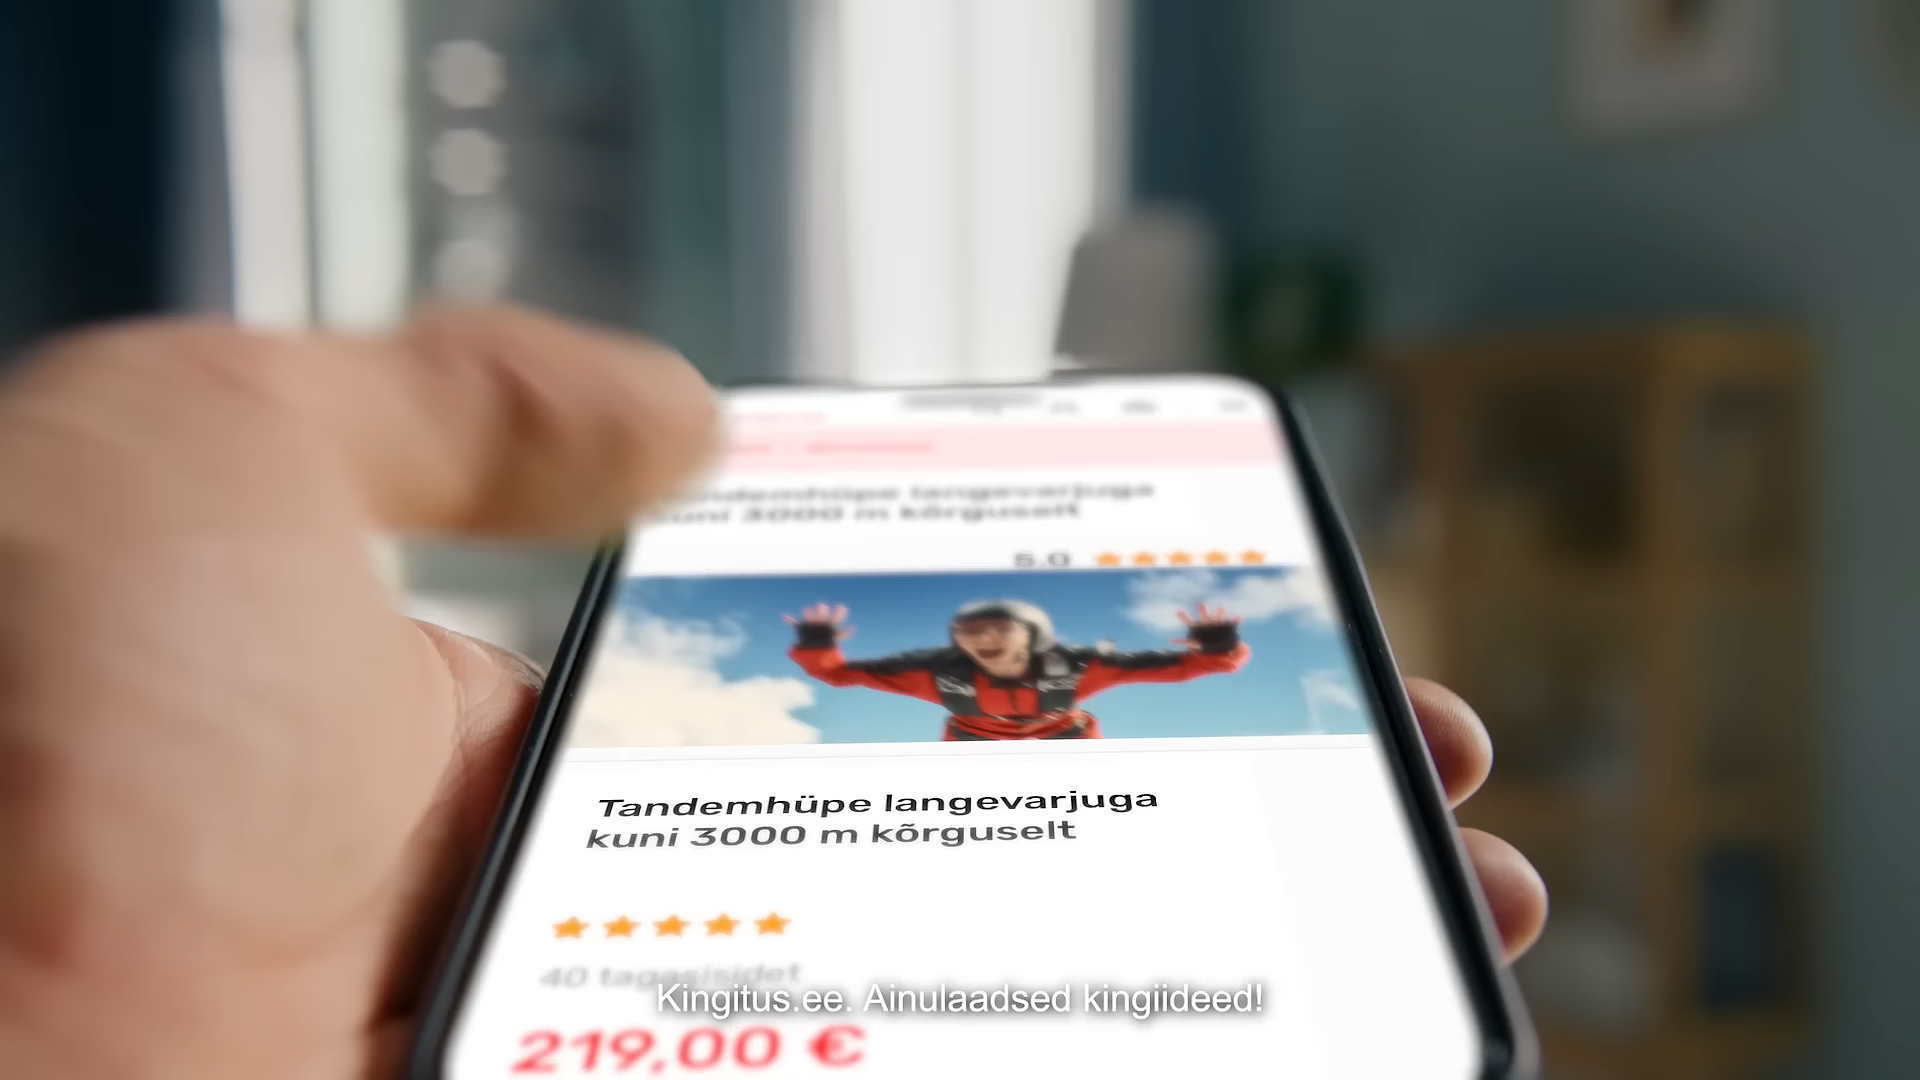 Tandemhüpe langevarjuga
kuni 3000 m kõrguselt
5.0
Tandemhüpe langevarjuga
kuni 3000 m kõrguselt
40 tagasisidet
Kingitus.ee. Ainulaadsed kingiideed!
219,00 €